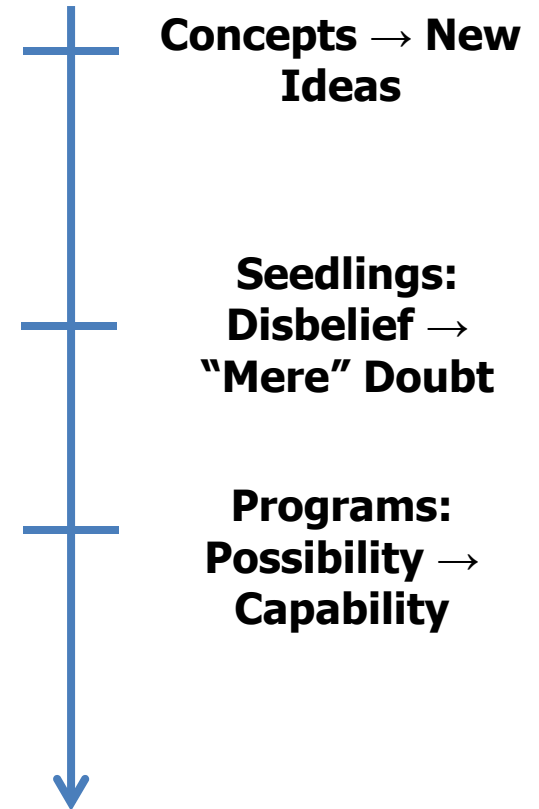 Concepts → New
Ideas
Seedlings:
Disbelief →
“Mere” Doubt
Programs:
Possibility →
Capability